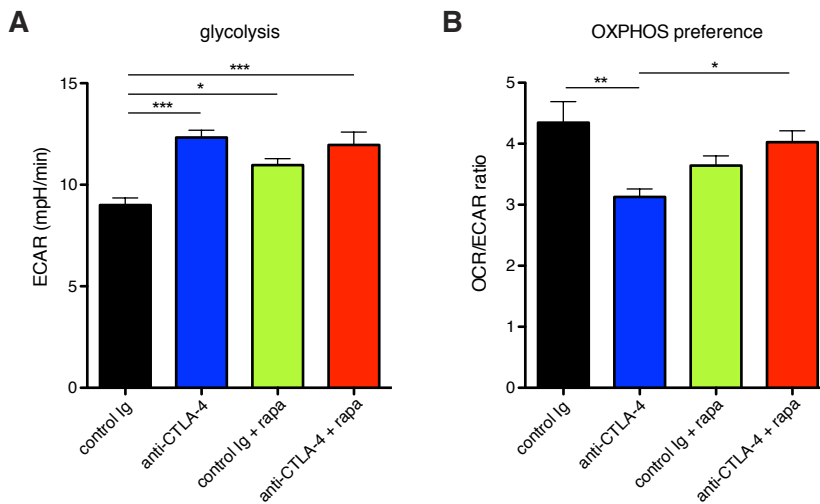 A
glycolysis
***
*
***
15
10
5
0
ECAR (mpH/min)
control Ig
anti-CTLA-4
control Ig + rapa
anti-CTLA-4 + rapa
B
OXPHOS preference
**
*
5
4
3
2
1
0
OCR/ECAR ratio
control Ig
anti-CTLA-4
control Ig + rapa
anti-CTLA-4 + rapa